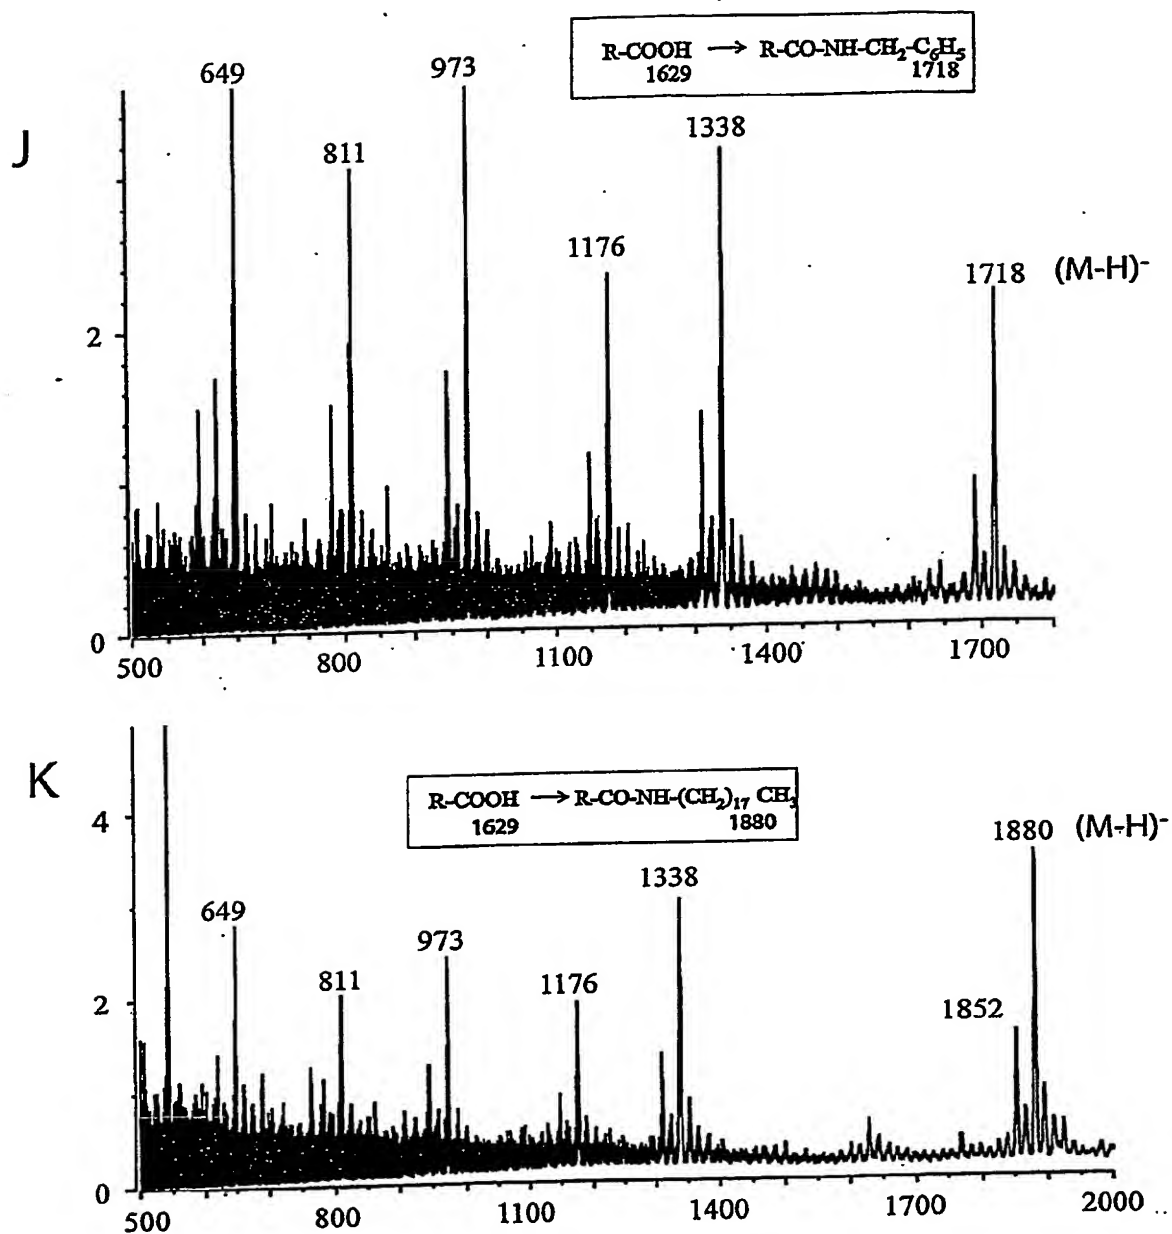 J
R-COOH → R-CO-NH-CH₂-C₆H₅
1629 1718
649
973
811
1176
1338
1718 (M-H)⁻
2
0
500 800 1100 1400 1700
K
R-COOH → R-CO-NH-(CH₂)₁₇ CH₃
1629 1880
649
811
973
1176
1338
1852
1880 (M-H)⁻
4
2
0
500 800 1100 1400 1700 2000